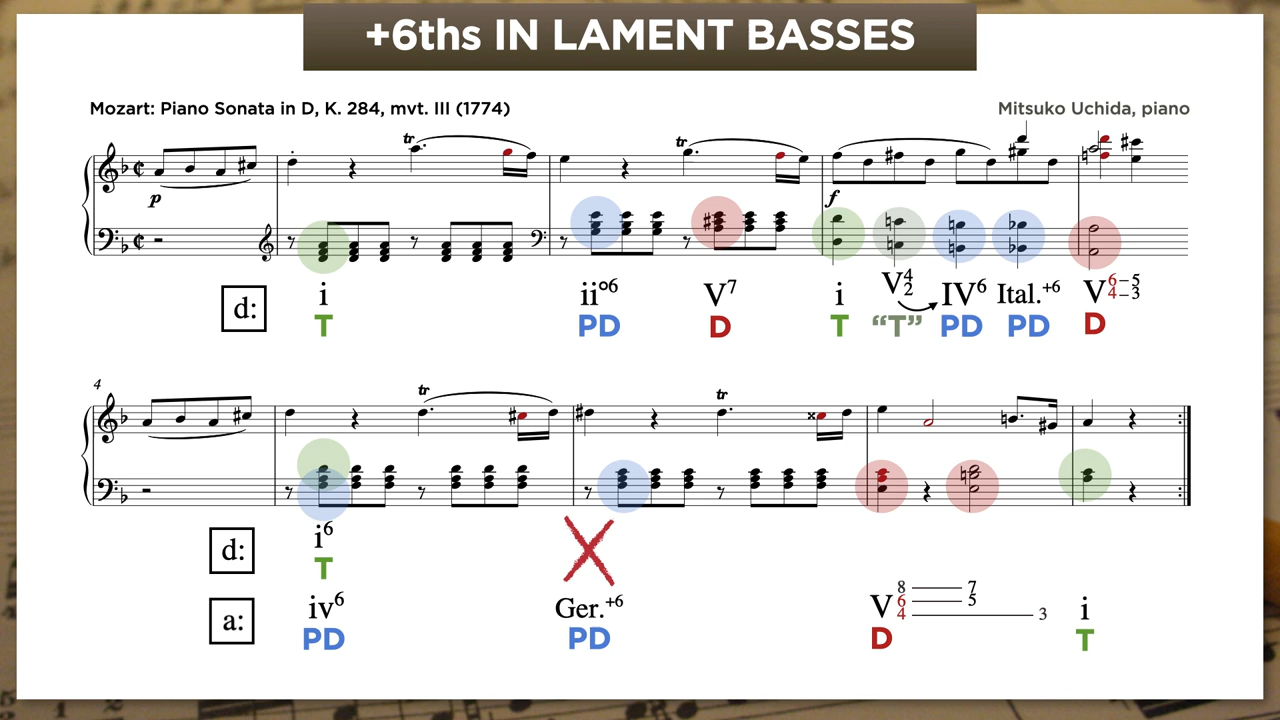 +6ths IN LAMENT BASSES
Mozart: Piano Sonata in D, K. 284, mvt. III (1774)
Mitsuko Uchida, piano
tr tr
p f
d: i ii°6 V7 i V4/2 IV6 Ital.+6 V6–5/4–3
T PD D T “T” PD PD D
4
tr tr
d: i6
T
a: iv6 Ger.+6 V 8 7 6 5 4 3 i
PD PD D T